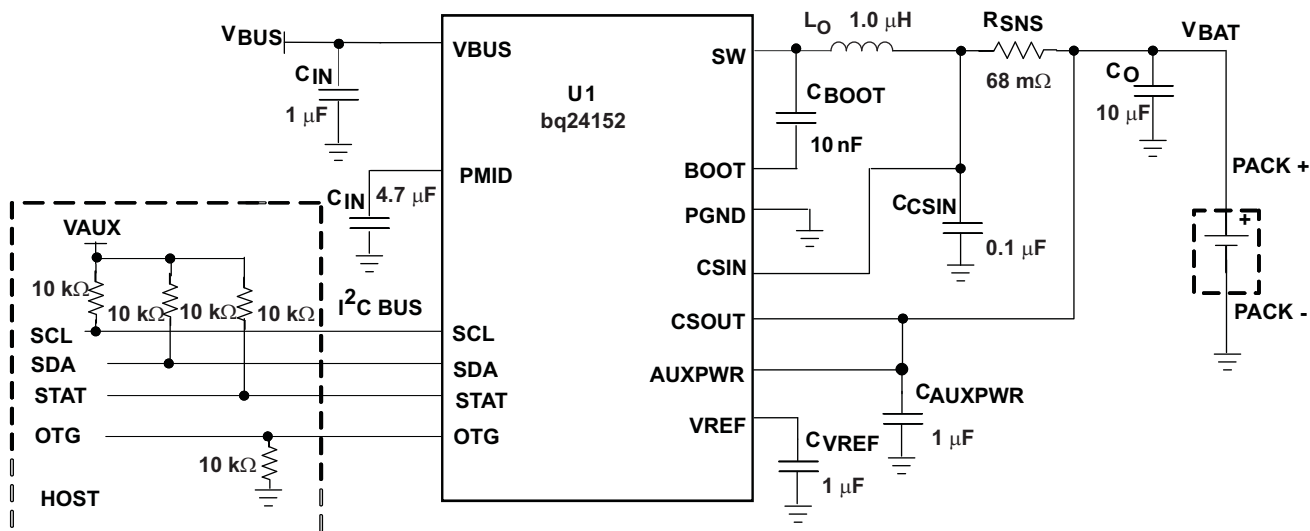 VBUS
CIN
1 µF
CIN
4.7 µF
VAUX
10 kΩ
10 kΩ
10 kΩ
I2C BUS
SCL
SDA
STAT
OTG
10 kΩ
HOST
VBUS
PMID
SCL
SDA
STAT
OTG
U1
bq24152
SW
BOOT
PGND
CSIN
CSOUT
AUXPWR
VREF
LO
1.0 µH
CBOOT
10 nF
RSNS
68 mΩ
CCSIN
0.1 µF
CO
10 µF
VBAT
PACK +
+
PACK -
CAUXPWR
1 µF
CVREF
1 µF